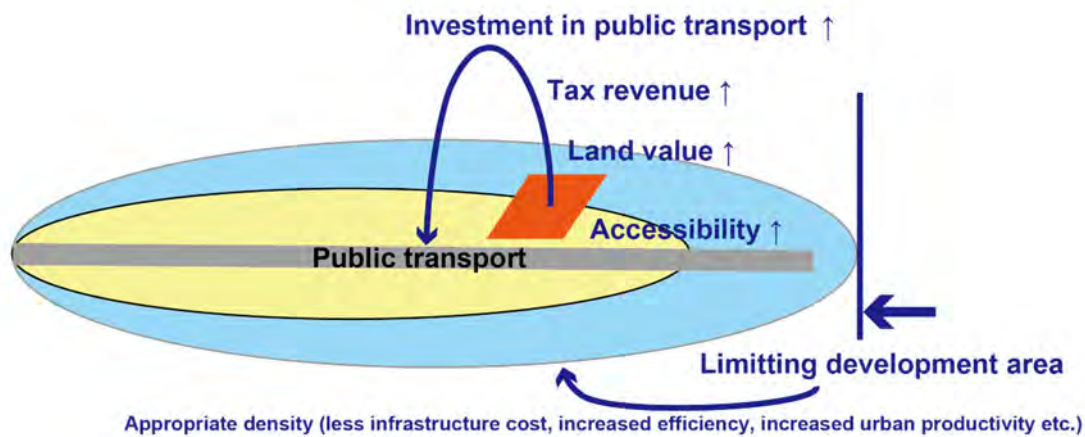 Investment in public transport ↑
Tax revenue ↑
Land value ↑
Accessibility ↑
Public transport
Limitting development area
Appropriate density (less infrastructure cost, increased efficiency, increased urban productivity etc.)